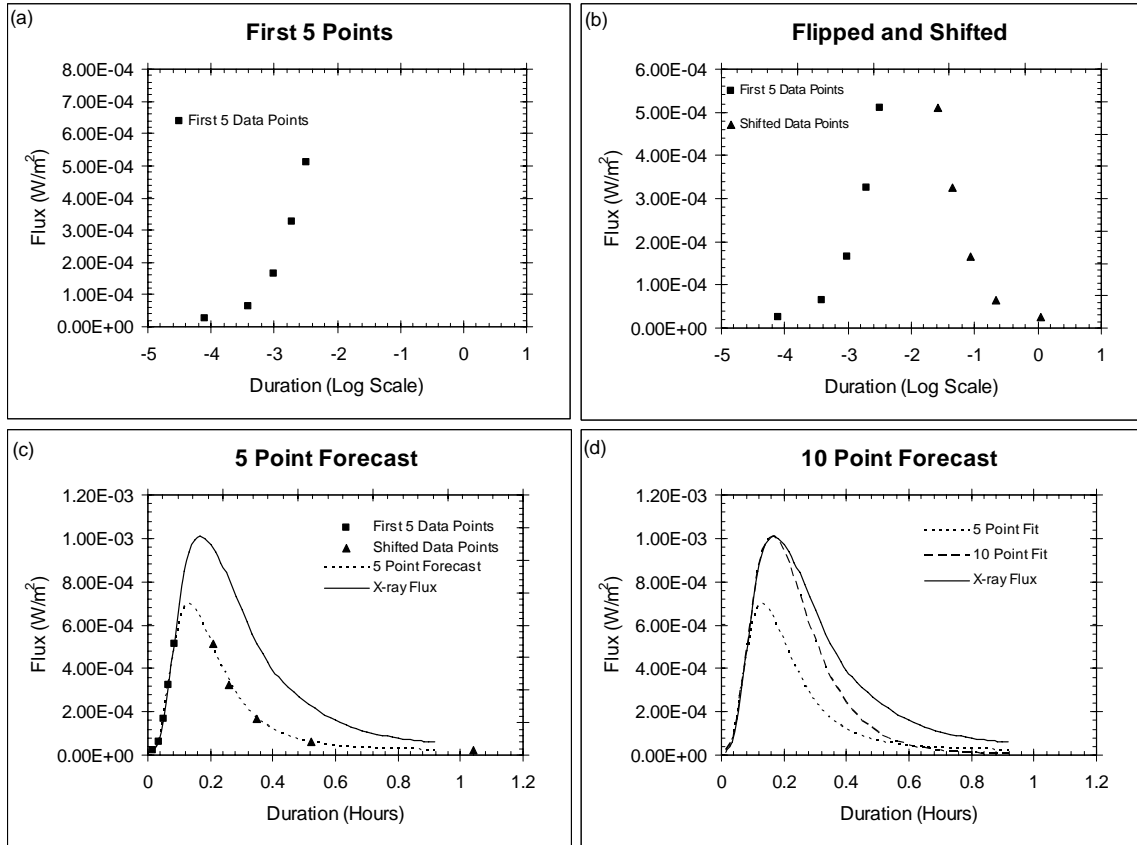 (a)
First 5 Points
8.00E-04
7.00E-04
6.00E-04
5.00E-04
4.00E-04
3.00E-04
2.00E-04
1.00E-04
0.00E+00
First 5 Data Points
Flux (W/m²)
-5 -4 -3 -2 -1 0 1
Duration (Log Scale)
(b)
Flipped and Shifted
6.00E-04
5.00E-04
4.00E-04
3.00E-04
2.00E-04
1.00E-04
0.00E+00
First 5 Data Points
Shifted Data Points
Flux (W/m²)
-5 -4 -3 -2 -1 0 1
Duration (Log Scale)
(c)
5 Point Forecast
1.20E-03
1.00E-03
8.00E-04
6.00E-04
4.00E-04
2.00E-04
0.00E+00
First 5 Data Points
Shifted Data Points
5 Point Forecast
X-ray Flux
Flux (W/m²)
0 0.2 0.4 0.6 0.8 1 1.2
Duration (Hours)
(d)
10 Point Forecast
1.20E-03
1.00E-03
8.00E-04
6.00E-04
4.00E-04
2.00E-04
0.00E+00
5 Point Fit
10 Point Fit
X-ray Flux
Flux (W/m²)
0 0.2 0.4 0.6 0.8 1 1.2
Duration (Hours)